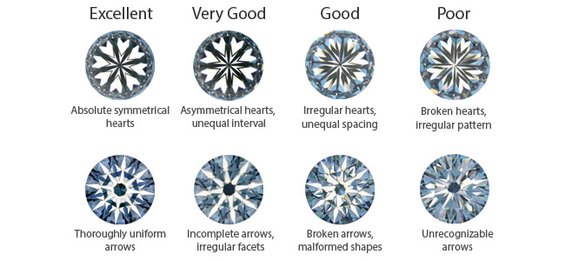 Excellent
Very Good
Good
Poor
Absolute symmetrical
hearts
Asymmetrical hearts,
unequal interval
Irregular hearts,
unequal spacing
Broken hearts,
irregular pattern
Thoroughly uniform
arrows
Incomplete arrows,
irregular facets
Broken arrows,
malformed shapes
Unrecognizable
arrows